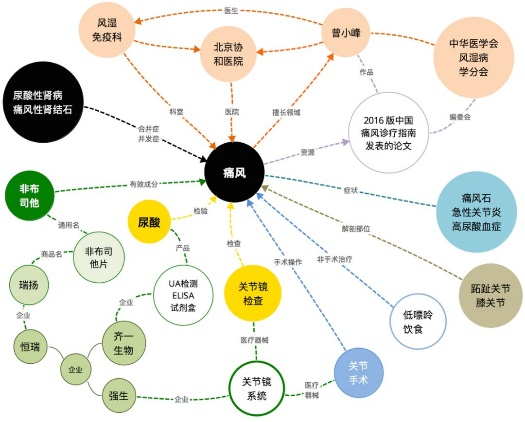 医生
风湿
免疫科
北京协
和医院
曾小峰
中华医学会
风湿病
学分会
尿酸性肾病
痛风性肾结石
合并症
并发症
科室
医院
擅长领域
作品
2016 版中国
痛风诊疗指南
发表的论文
编委会
资源
痛风
非布
司他
有效成分
通用名
尿酸
检验
症状
痛风石
急性关节炎
高尿酸血症
商品名
非布司
他片
产品
检查
手术操作
非手术治疗
解剖部位
跖趾关节
膝关节
瑞扬
UA检测
ELISA
试剂盒
关节镜
检查
低嘌呤
饮食
企业
企业
恒瑞
齐一
生物
医疗器械
企业
强生
企业
关节镜
系统
医疗
器械
关节
手术